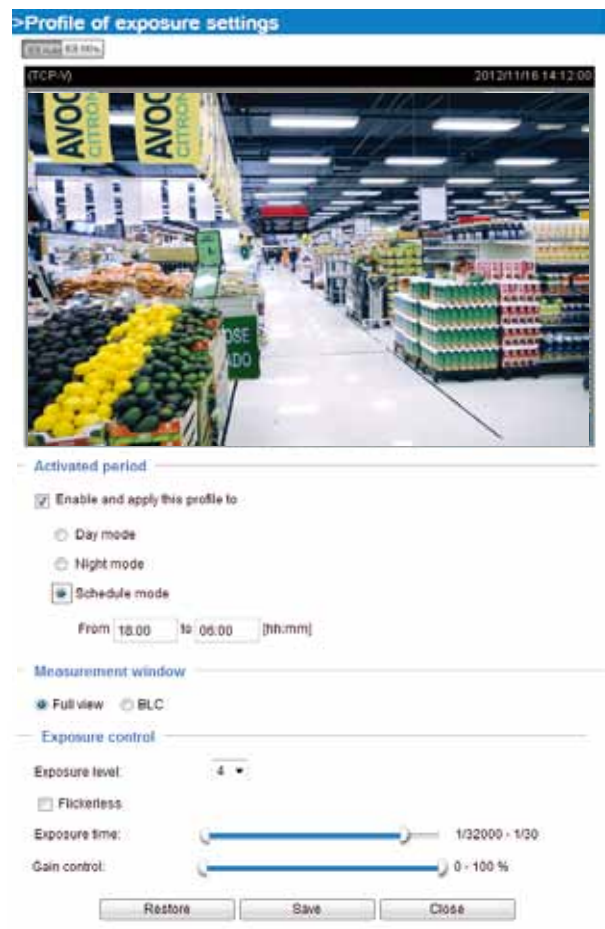 >Profile of exposure settings
(TCP-V) 2012/11/16 14:12:00
AVOC
CITRON
AVOC
CITRON
OSE
ADO
Activated period
Enable and apply this profile to
Day mode
Night mode
Schedule mode
From 18:00 to 06:00 [hh:mm]
Measurement window
Full view BLC
Exposure control
Exposure level: 4
Flickerless
Exposure time: 1/32000 - 1/30
Gain control: 0 - 100 %
Restore Save Close